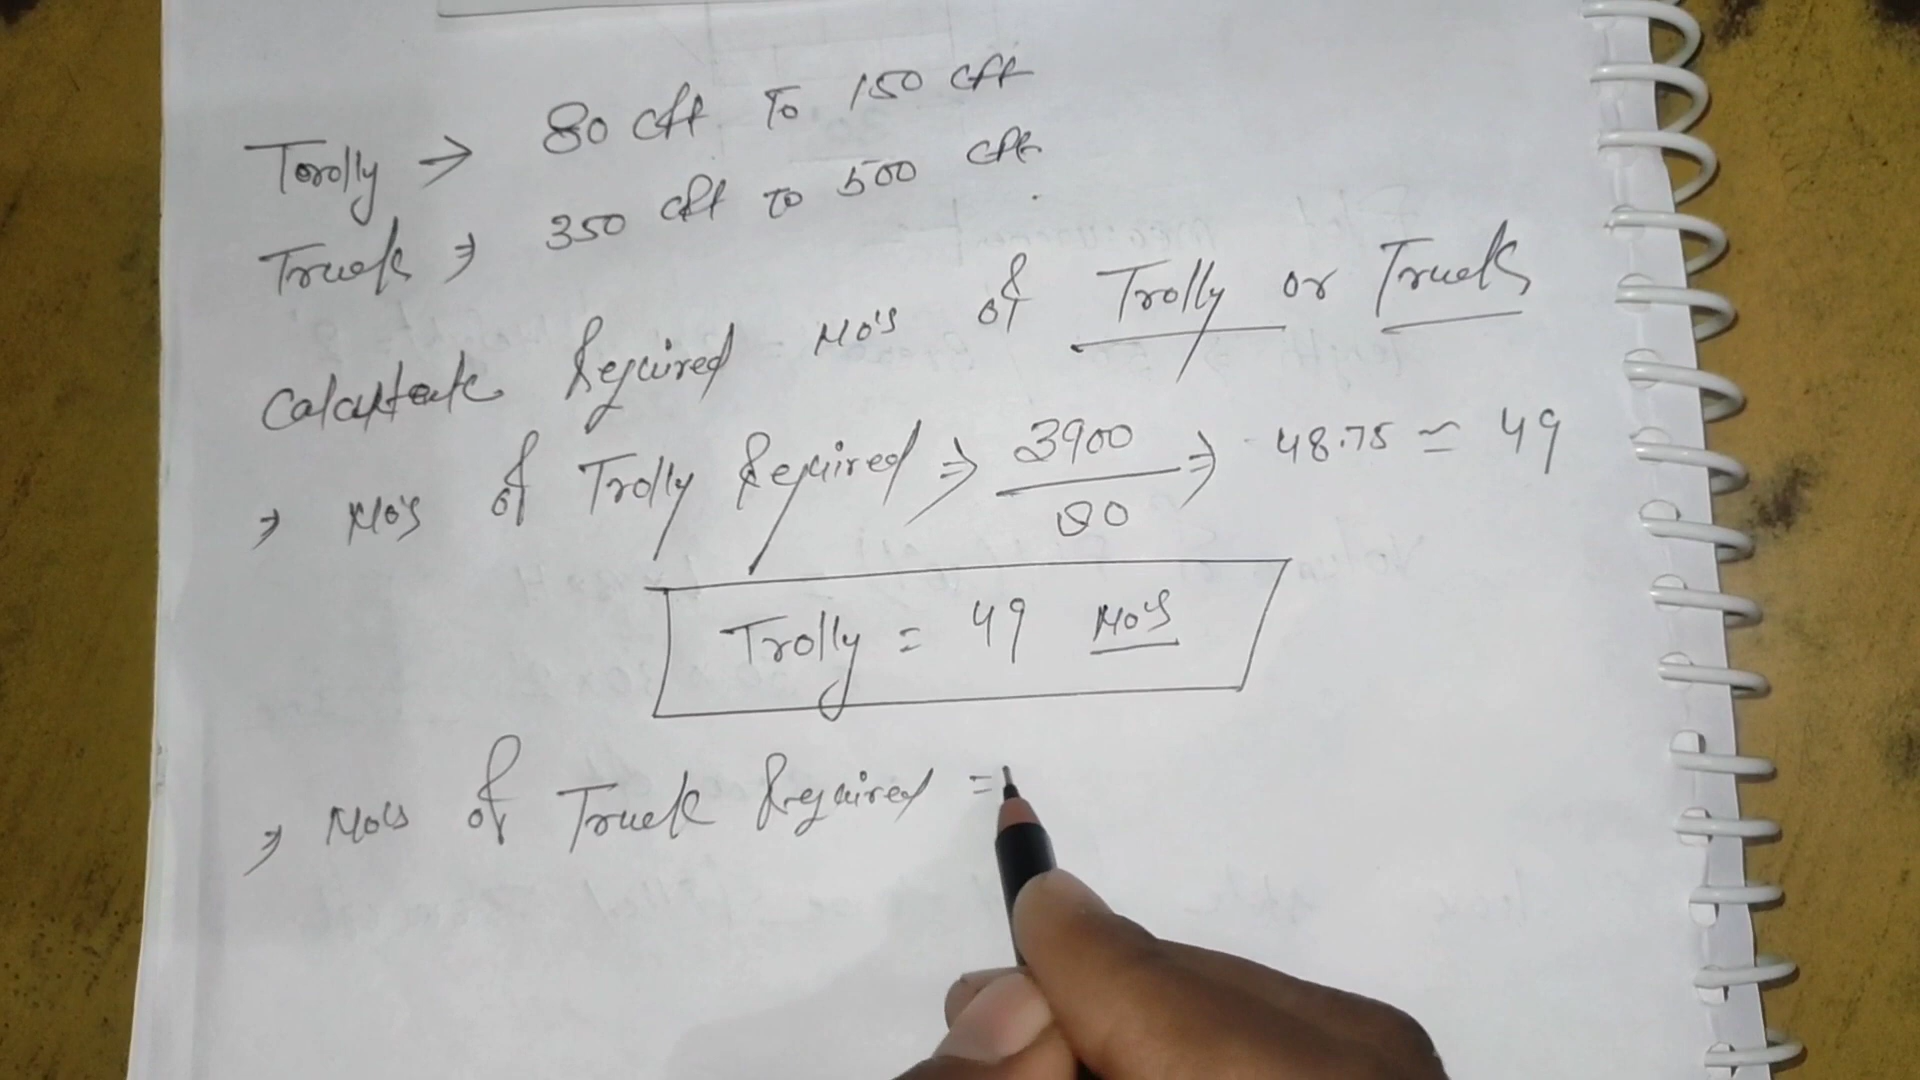 Trolly → 80 cft To 150 cft
Truck ⇒ 350 cft to 500 cft.
Calculate Required No's of Trolly or Truck
⇒ No's of Trolly Required ⇒ 3900/80 ⇒ 48.75 ≃ 49
Trolly = 49 No's
⇒ No's of Truck Required =